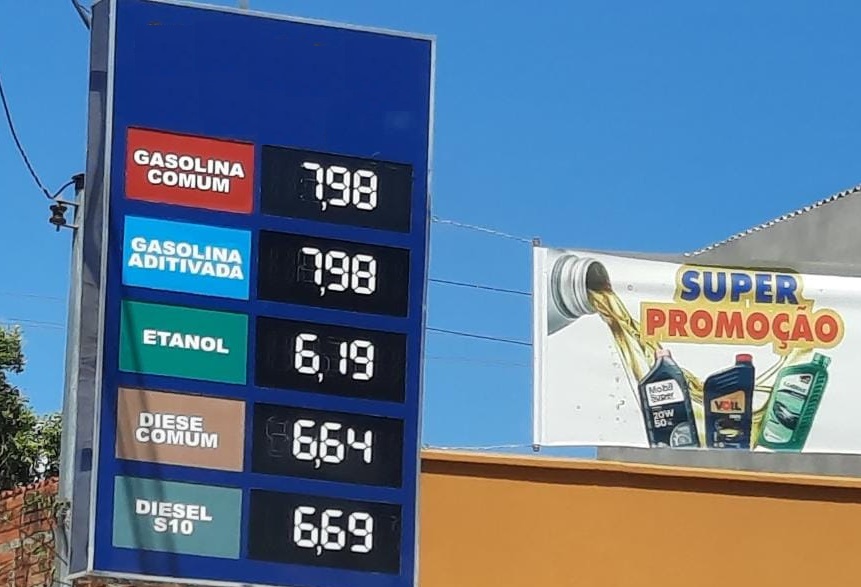 GASOLINA
COMUM
7,98
GASOLINA
ADITIVADA
7,98
ETANOL
6,19
DIESE
COMUM
6,64
DIESEL
S10
6,69
SUPER
PROMOÇÃO
Mobil
Super
20W
50
VOIL